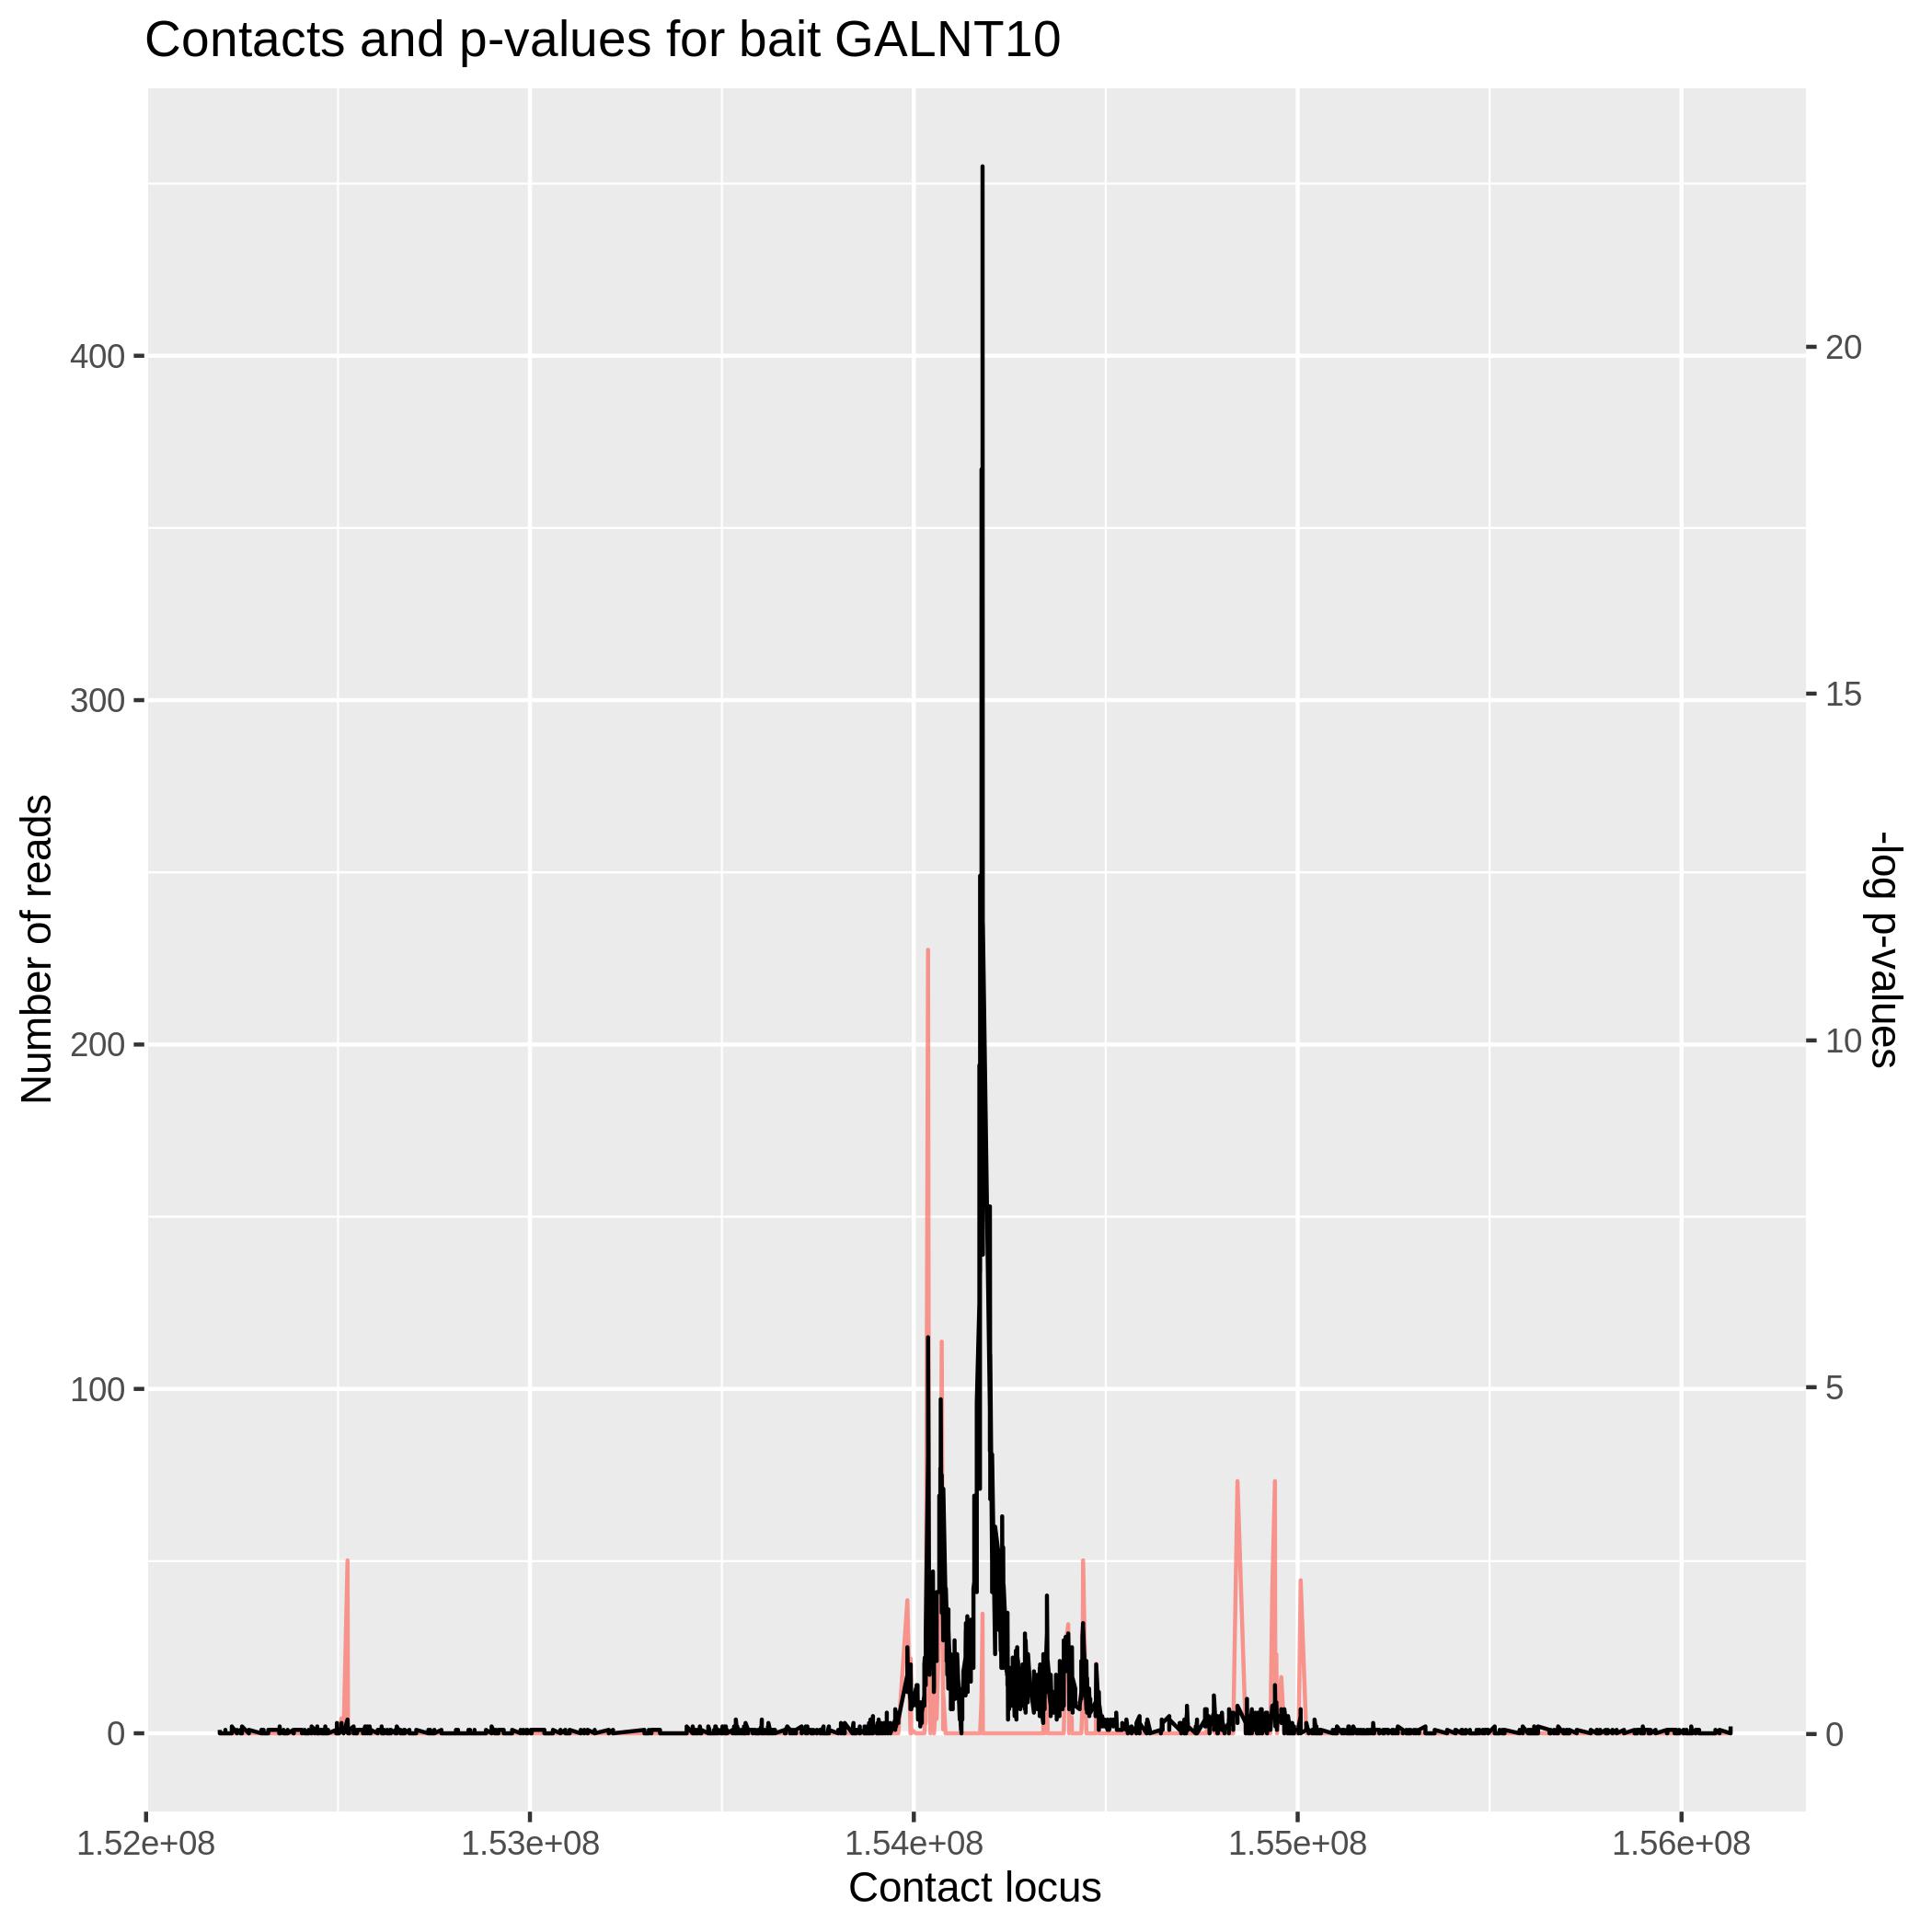 Contacts and p-values for bait GALNT10
Number of reads
400
300
200
100
0
20
15
10
5
0
-log p-values
1.52e+08 1.53e+08 1.54e+08 1.55e+08 1.56e+08
Contact locus